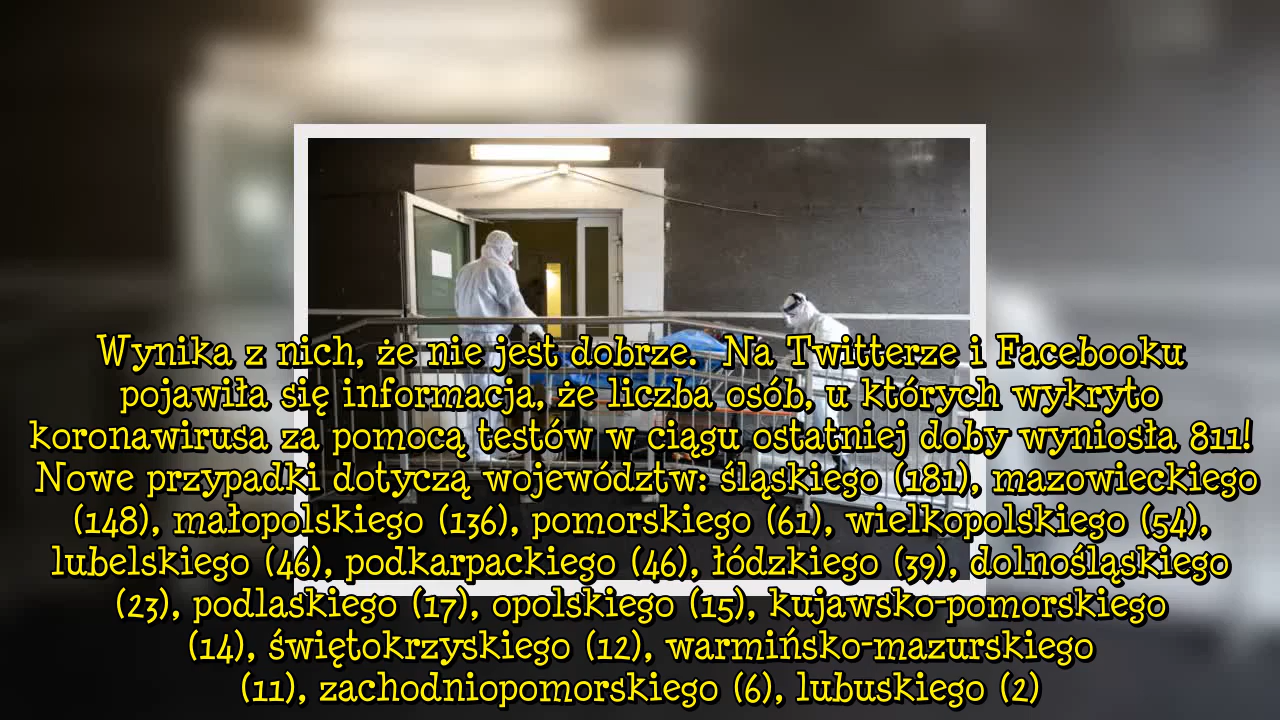 Wynika z nich, że nie jest dobrze. Na Twitterze i Facebooku
pojawiła się informacja, że liczba osób, u których wykryto
koronawirusa za pomocą testów w ciągu ostatniej doby wyniosła 811!
Nowe przypadki dotyczą województw: śląskiego (181), mazowieckiego
(148), małopolskiego (136), pomorskiego (61), wielkopolskiego (54),
lubelskiego (46), podkarpackiego (46), łódzkiego (39), dolnośląskiego
(23), podlaskiego (17), opolskiego (15), kujawsko-pomorskiego
(14), świętokrzyskiego (12), warmińsko-mazurskiego
(11), zachodniopomorskiego (6), lubuskiego (2)